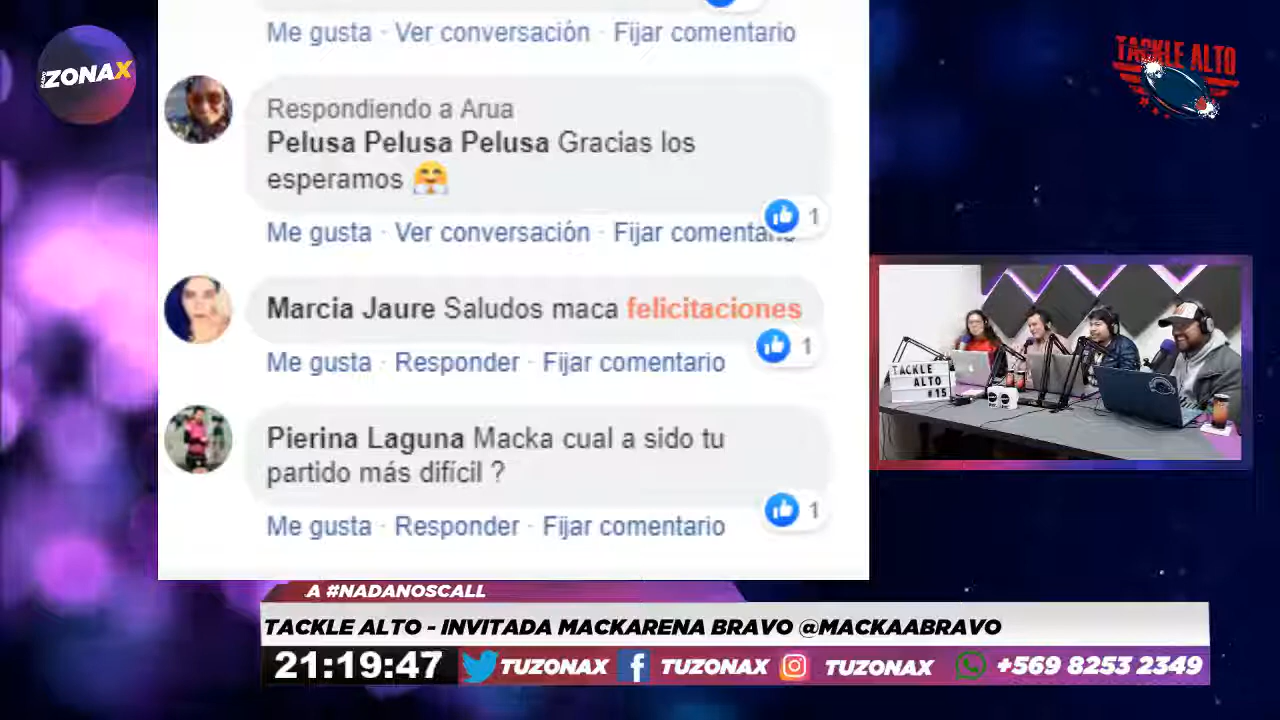 Me gusta · Ver conversación · Fijar comentario
ZONAX
TACKLE ALTO
Respondiendo a Arua
Pelusa Pelusa Pelusa Gracias los
esperamos 🤗
1
Me gusta · Ver conversación · Fijar comentario
Marcia Jaure Saludos maca felicitaciones
1
Me gusta · Responder · Fijar comentario
TACKLE
ALTO
#15
Pierina Laguna Macka cual a sido tu
partido más difícil ?
1
Me gusta · Responder · Fijar comentario
A #NADANOSCALL
TACKLE ALTO - INVITADA MACKARENA BRAVO @MACKAABRAVO
21:19:47 TUZONAX TUZONAX TUZONAX +569 8253 2349